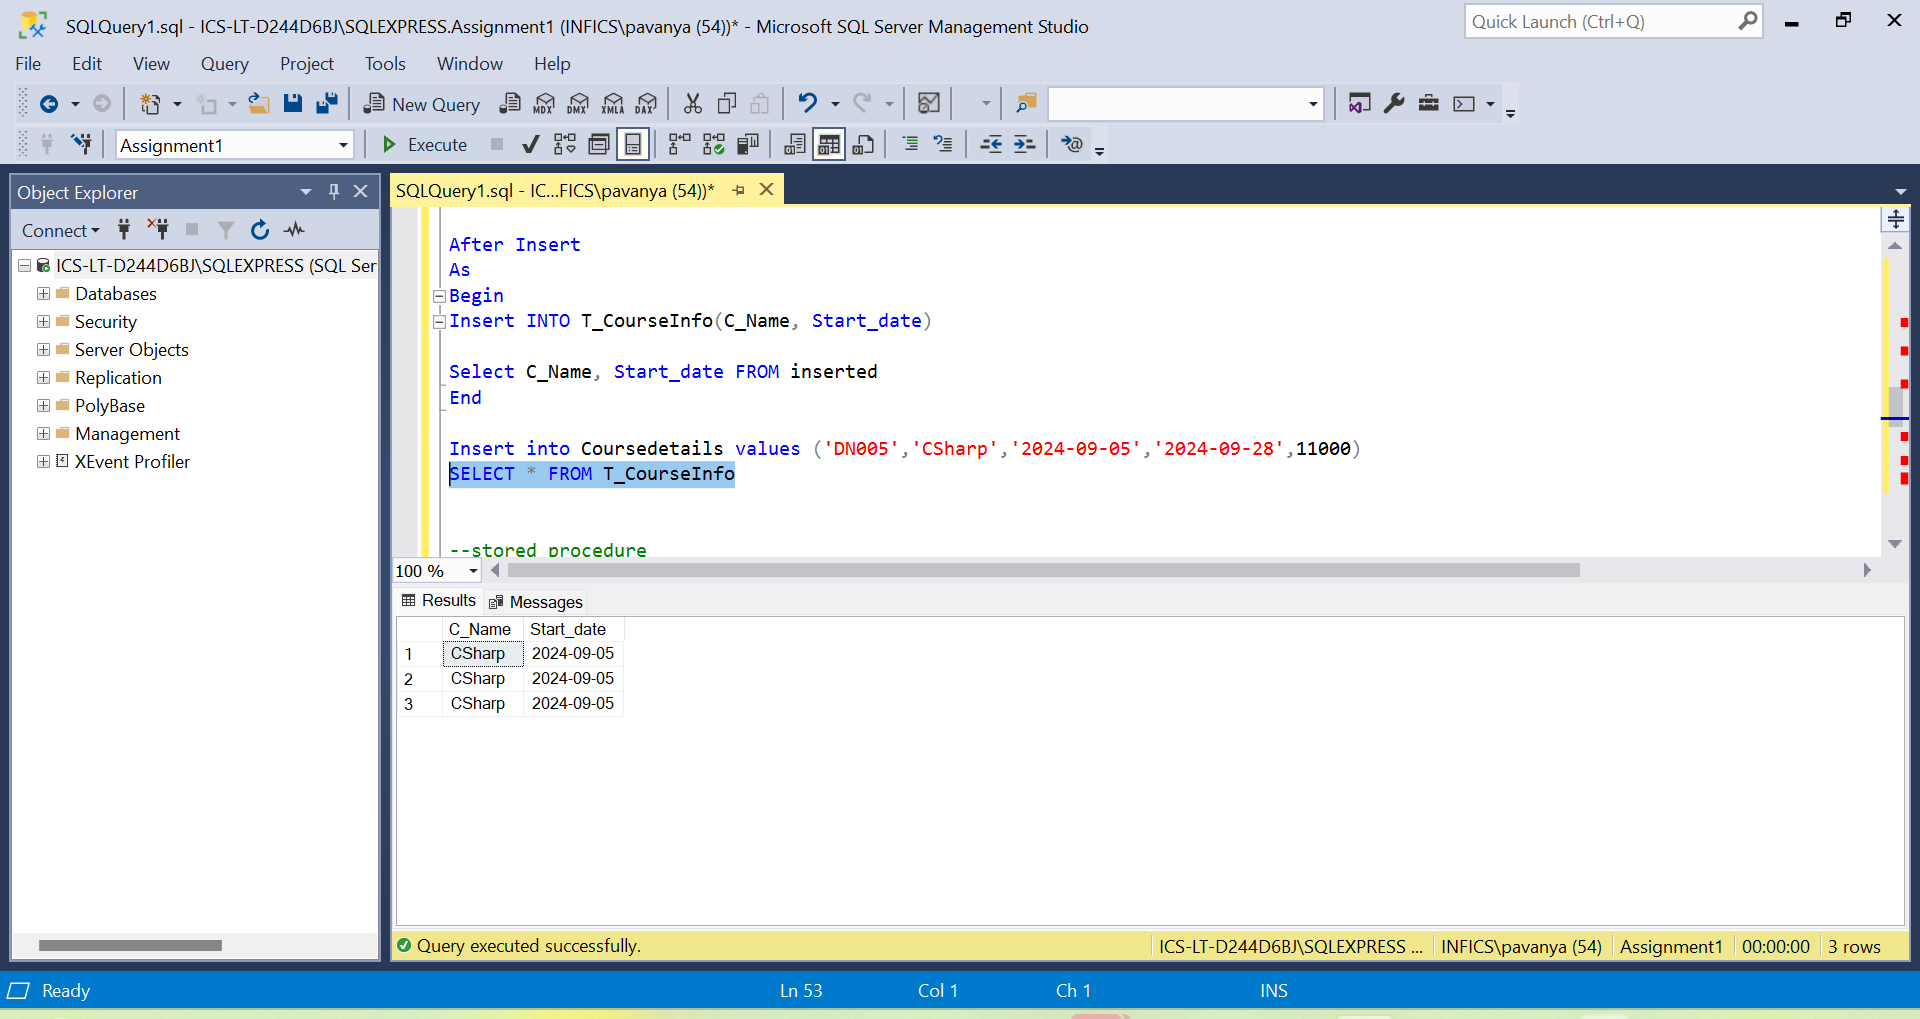 SQLQuery1.sql - ICS-LT-D244D6BJ\SQLEXPRESS.Assignment1 (INFICS\pavanya (54))* - Microsoft SQL Server Management Studio
Quick Launch (Ctrl+Q)
File Edit View Query Project Tools Window Help
New Query MDX DMX XMLA DAX
Assignment1 Execute
Object Explorer
Connect
ICS-LT-D244D6BJ\SQLEXPRESS (SQL Ser
Databases
Security
Server Objects
Replication
PolyBase
Management
XEvent Profiler
SQLQuery1.sql - IC...FICS\pavanya (54))*
After Insert
As
Begin
Insert INTO T_CourseInfo(C_Name, Start_date)
Select C_Name, Start_date FROM inserted
End
Insert into Coursedetails values ('DN005','CSharp','2024-09-05','2024-09-28',11000)
SELECT * FROM T_CourseInfo
--stored procedure
100 %
Results Messages
C_Name Start_date
1 CSharp 2024-09-05
2 CSharp 2024-09-05
3 CSharp 2024-09-05
Query executed successfully. ICS-LT-D244D6BJ\SQLEXPRESS ... INFICS\pavanya (54) Assignment1 00:00:00 3 rows
Ready Ln 53 Col 1 Ch 1 INS